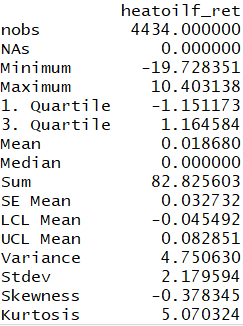 heatoilf_ret
nobs 4434.000000
NAs 0.000000
Minimum -19.728351
Maximum 10.403138
1. Quartile -1.151173
3. Quartile 1.164584
Mean 0.018680
Median 0.000000
Sum 82.825603
SE Mean 0.032732
LCL Mean -0.045492
UCL Mean 0.082851
Variance 4.750630
Stdev 2.179594
Skewness -0.378345
Kurtosis 5.070324